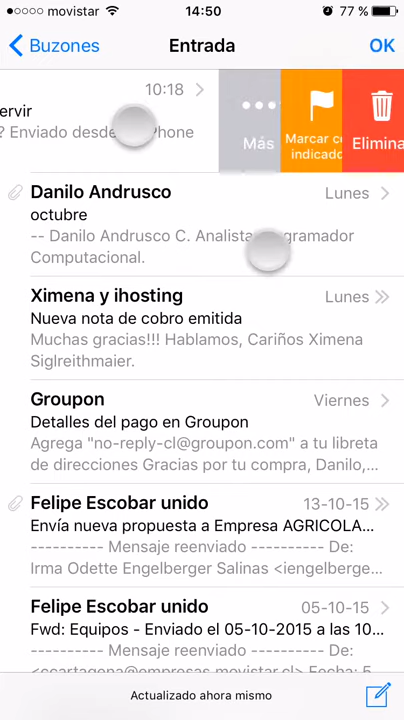 movistar 14:50 77 %
Buzones Entrada OK
10:18
ervir
? Enviado desde iPhone
Más
Marcar co
indicado
Elimina
Danilo Andrusco Lunes
octubre
-- Danilo Andrusco C. Analista
Computacional.
Ximena y ihosting Lunes
Nueva nota de cobro emitida
Muchas gracias!!! Hablamos, Cariños Ximena
Siglreithmaier.
Groupon Viernes
Detalles del pago en Groupon
Agrega "no-reply-cl@groupon.com" a tu libreta
de direcciones Gracias por tu compra, Danilo,...
Felipe Escobar unido 13-10-15
Envía nueva propuesta a Empresa AGRICOLA...
---------- Mensaje reenviado ---------- De:
Irma Odette Engelberger Salinas <iengelberge...
Felipe Escobar unido 05-10-15
Fwd: Equipos - Enviado el 05-10-2015 a las 10...
---------- Mensaje reenviado ---------- De:
<ccartagena@empresas.movistar.cl> Fecha: 5
Actualizado ahora mismo